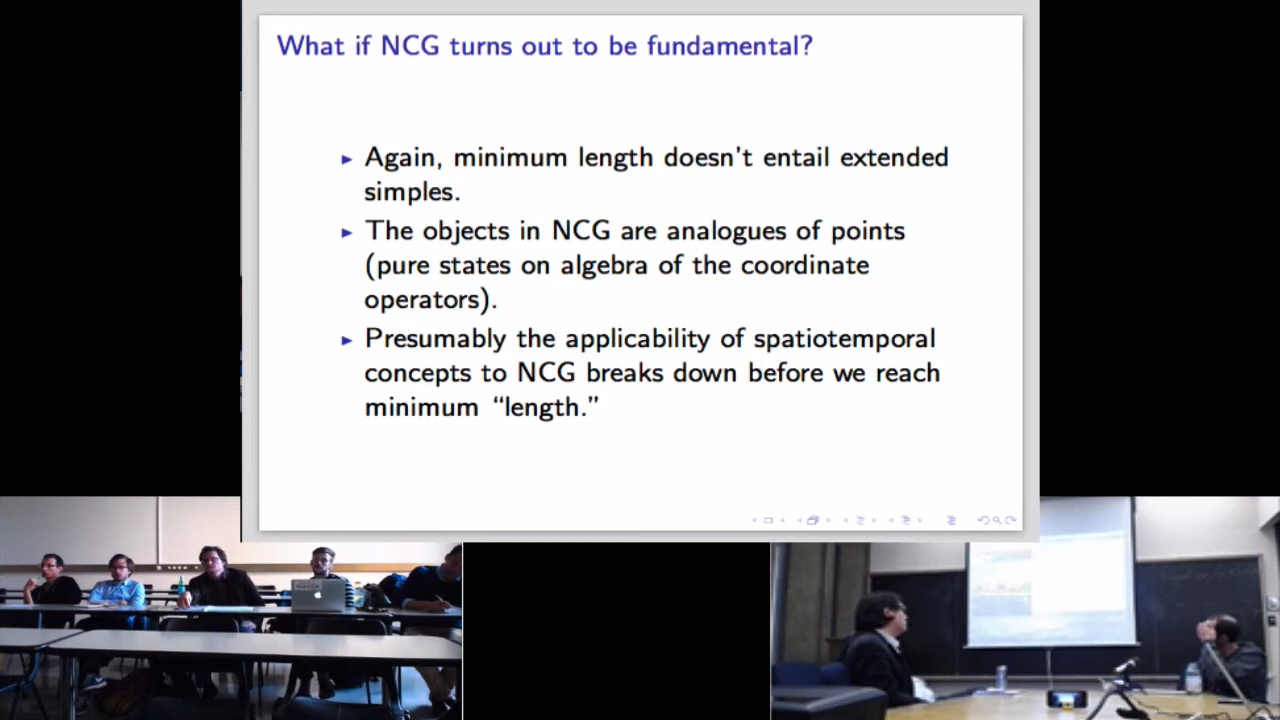 What if NCG turns out to be fundamental?
Again, minimum length doesn't entail extended
simples.
The objects in NCG are analogues of points
(pure states on algebra of the coordinate
operators).
Presumably the applicability of spatiotemporal
concepts to NCG breaks down before we reach
minimum “length.”